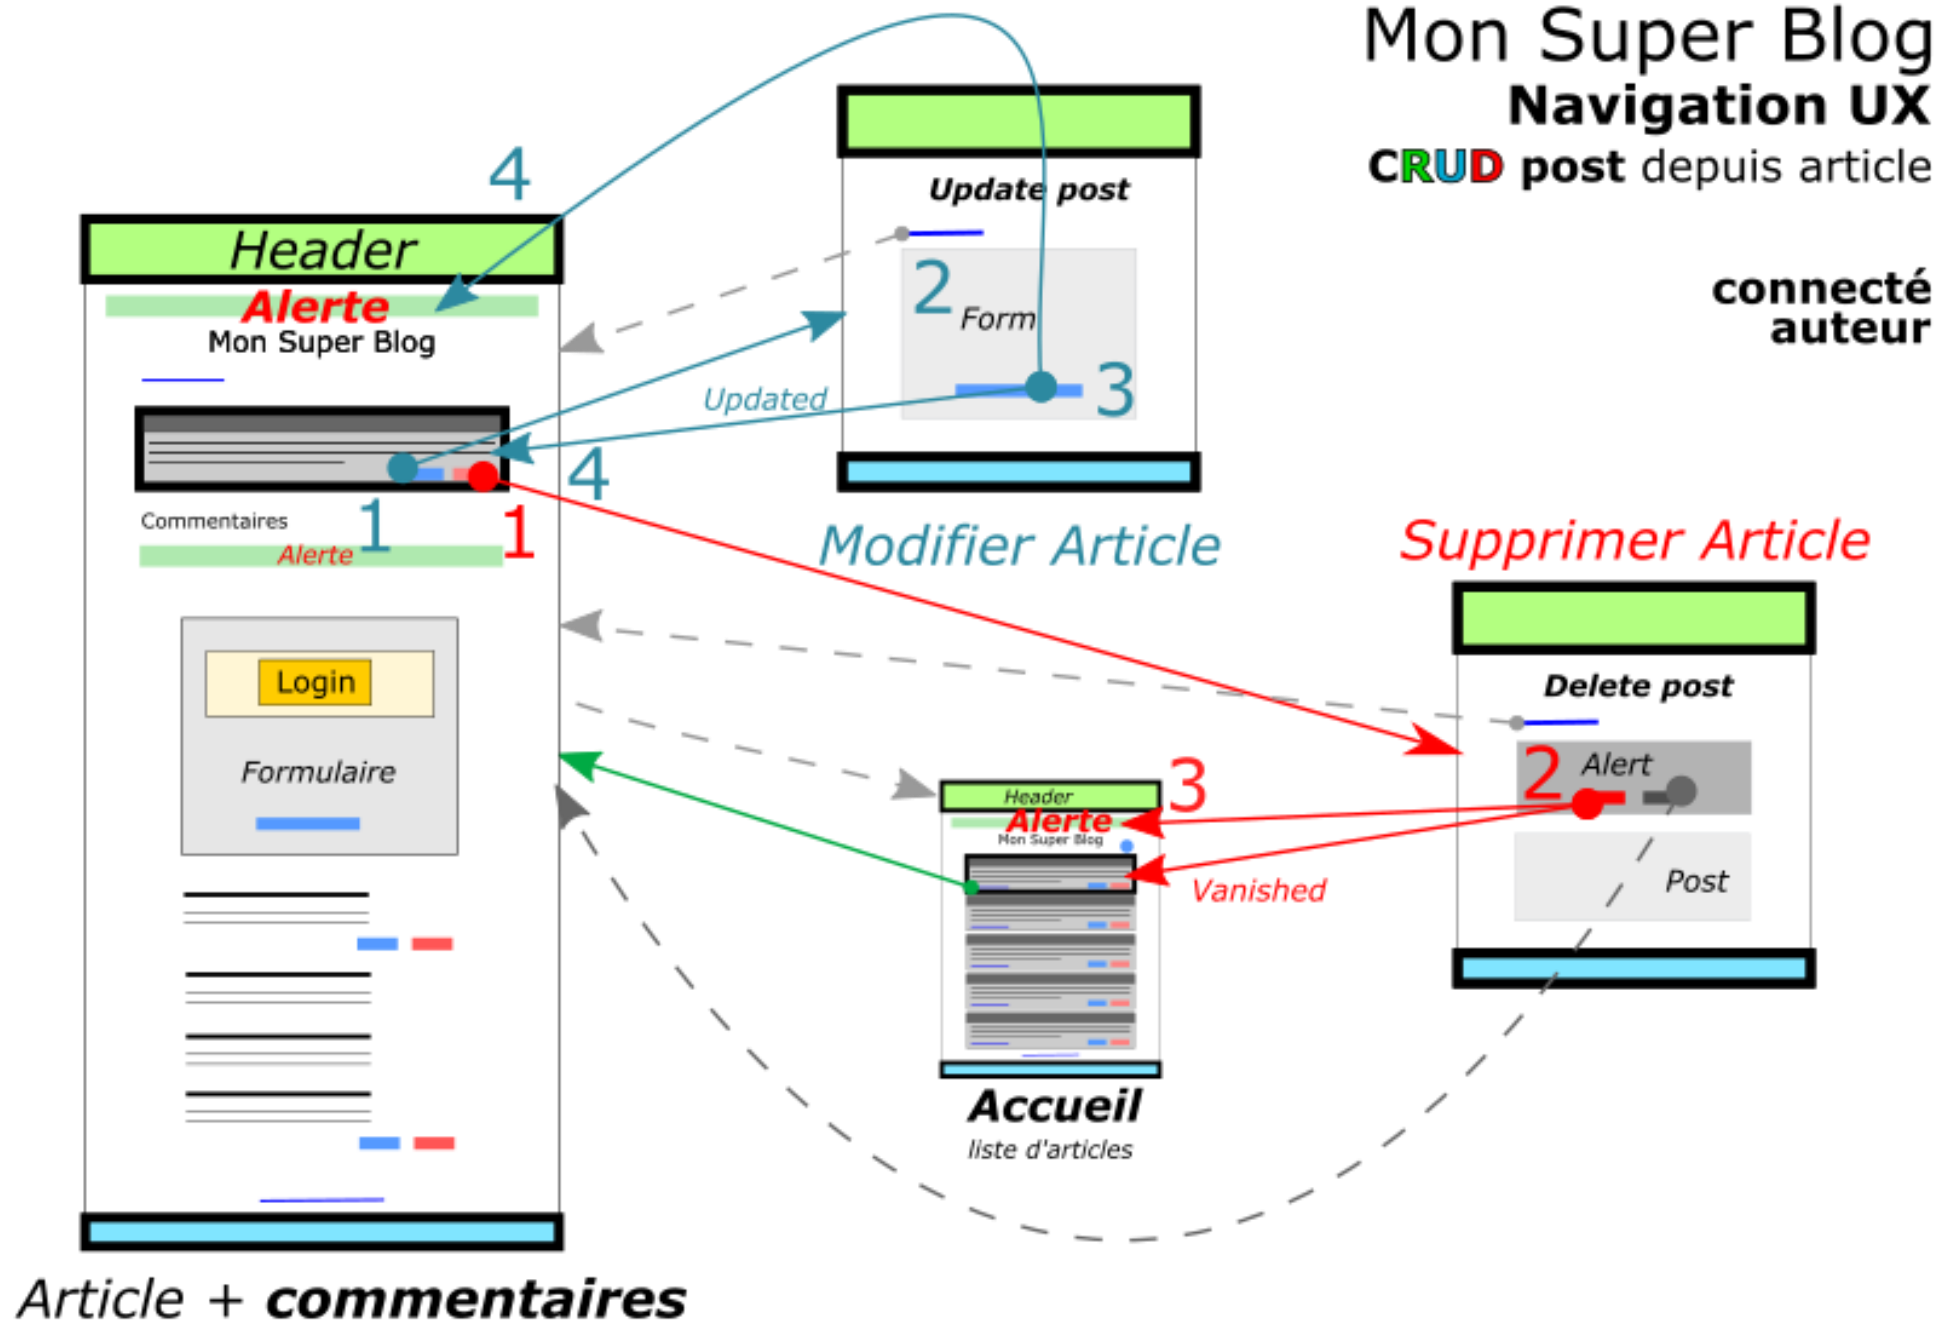 Mon Super Blog
Navigation UX
CRUD post depuis article
connecté
auteur
4
Header
Alerte
Mon Super Blog
Updated
4
1
1
Commentaires
Alerte
Login
Formulaire
Article + commentaires
Update post
2
Form
3
Modifier Article
Supprimer Article
Delete post
2
Alert
Post
3
Header
Alerte
Mon Super Blog
Vanished
Accueil
liste d'articles